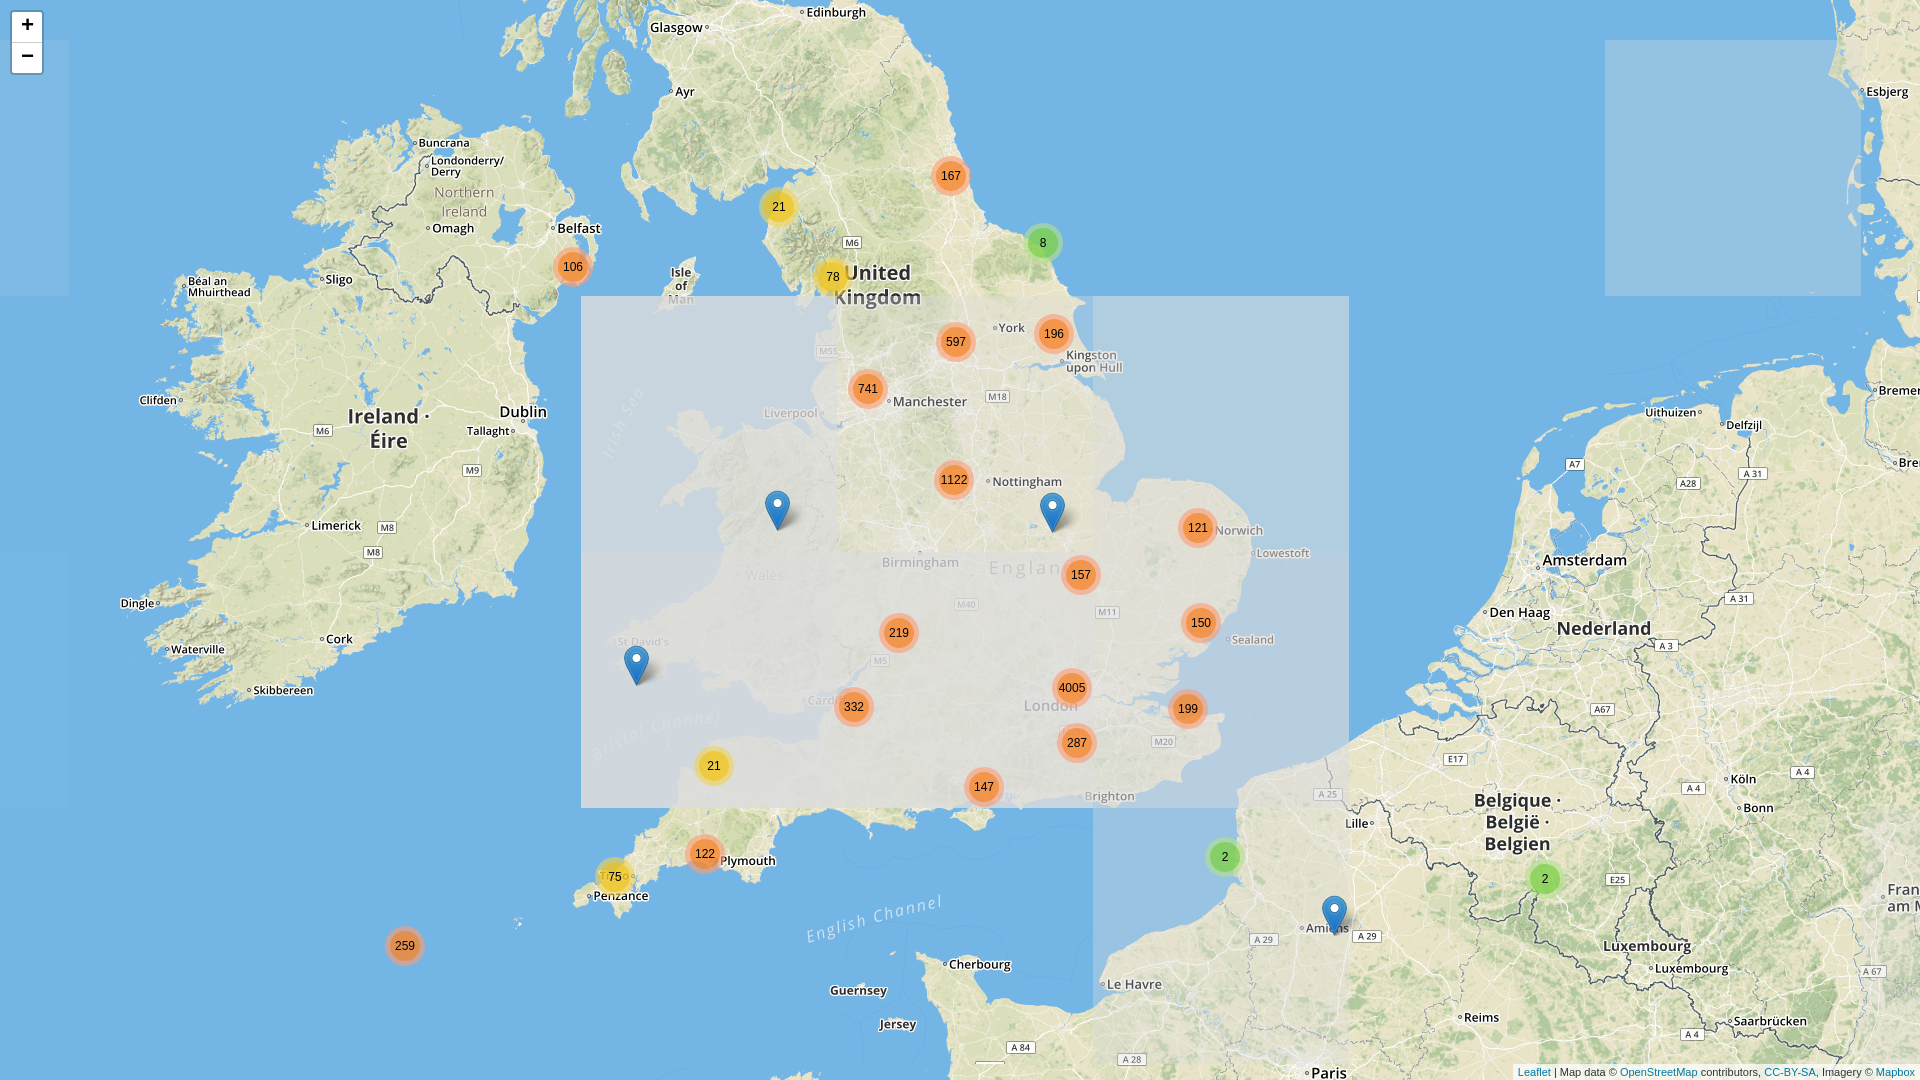 +
−
Glasgow
Edinburgh
Ayr
Esbjerg
Buncrana
Londonderry/
Derry
Northern
Ireland
Omagh
Belfast
167
21
M6
8
106
78
United
Kingdom
Isle
of
Man
Sligo
Béal an
Mhuirthead
York
196
597
Kingston
upon Hull
M55
741
Manchester
M18
Liverpool
Irish Sea
Clifden
Ireland ·
Éire
Dublin
Tallaght
M6
M9
Uithuizen
Delfzijl
Bremer
A7
A 31
A28
Bre
1122
Nottingham
Limerick
M8
M8
121
Norwich
Lowestoft
Birmingham
Englan
Wales
157
Amsterdam
Dingle
M40
M11
A 31
Den Haag
Nederland
150
Sealand
219
Cork
Waterville
St David's
M5
A 3
Skibbereen
4005
London
Cardi
332
199
A67
Bristol Channel
287
M20
E17
21
147
Brighton
A 25
Köln
A 4
A 4
Bonn
Belgique ·
België ·
Belgien
Lille
122
Plymouth
2
75
Penzance
2
E25
Fran
am M
English Channel
Amiens
A 29
A 29
259
Luxembourg
Luxembourg
A 67
Cherbourg
Le Havre
Guernsey
Jersey
Reims
Saarbrücken
A 84
A 28
A 4
A 4
Paris
Leaflet | Map data © OpenStreetMap contributors, CC-BY-SA, Imagery © Mapbox